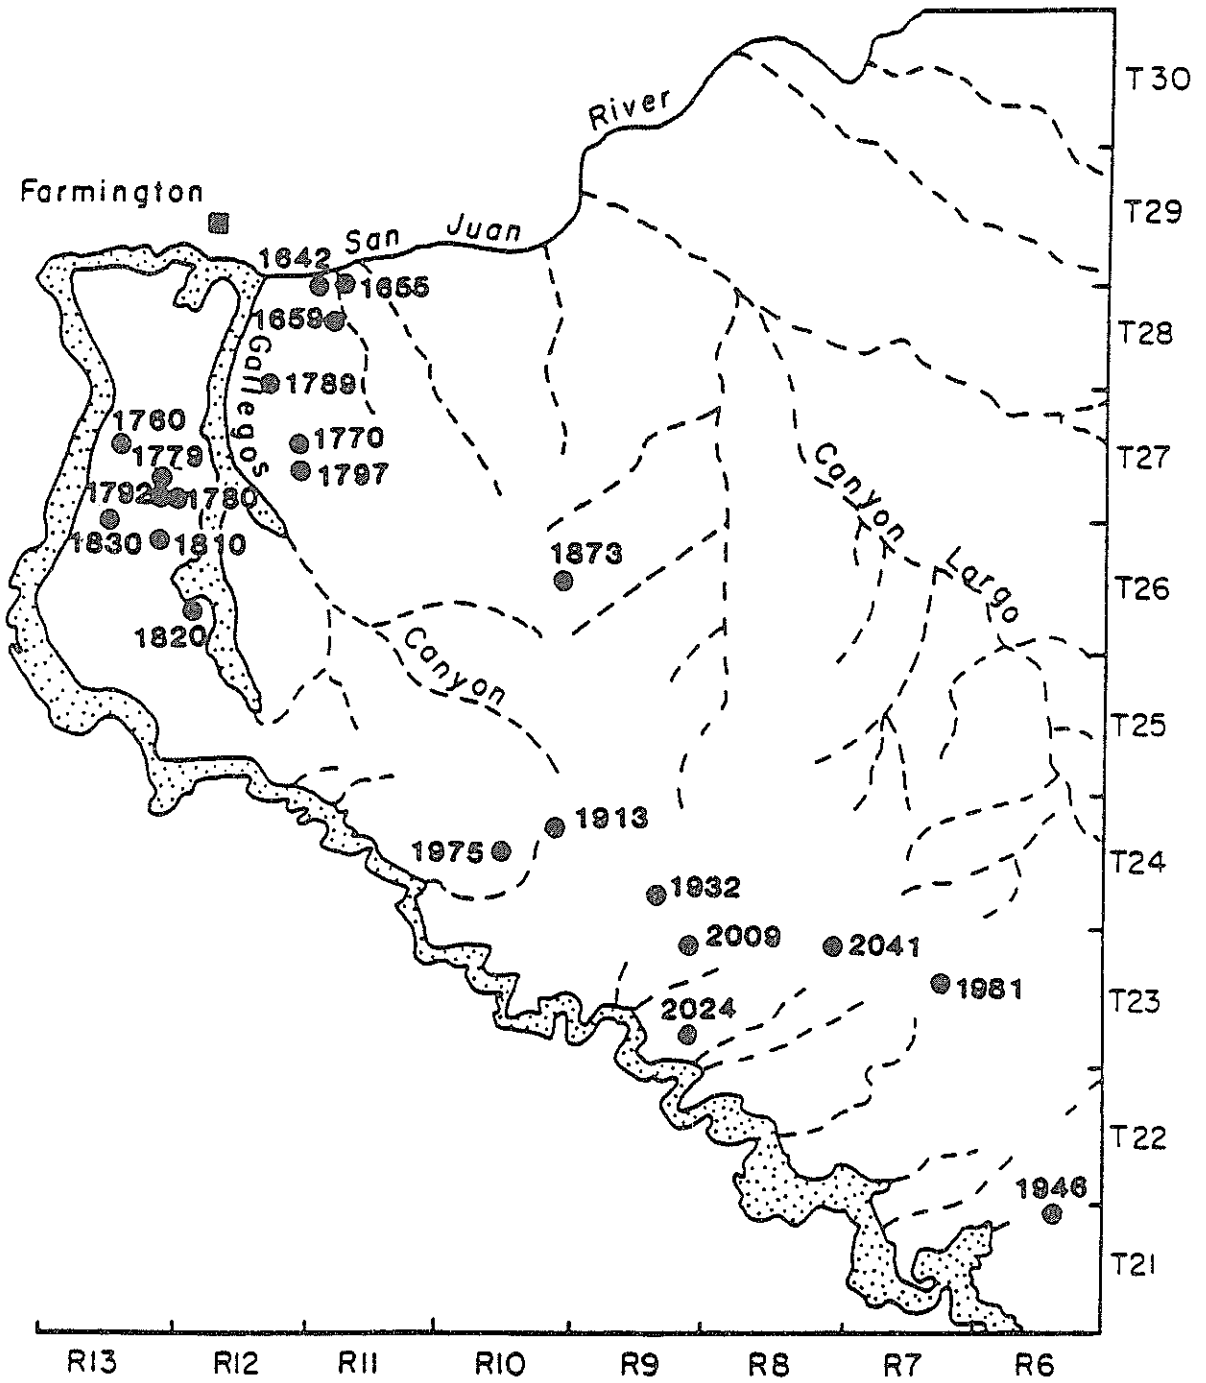 T30
River
Farmington
T29
San Juan
1642
1655
1659
T28
Gallegos
1789
1760
1770
1779
1797
Canyon
T27
1792
1780
1830
1810
1873
Largo
T26
1820
Canyon
T25
1913
1975
T24
1932
2009
2041
1981
T23
2024
T22
1946
T21
R13 R12 R11 R10 R9 R8 R7 R6